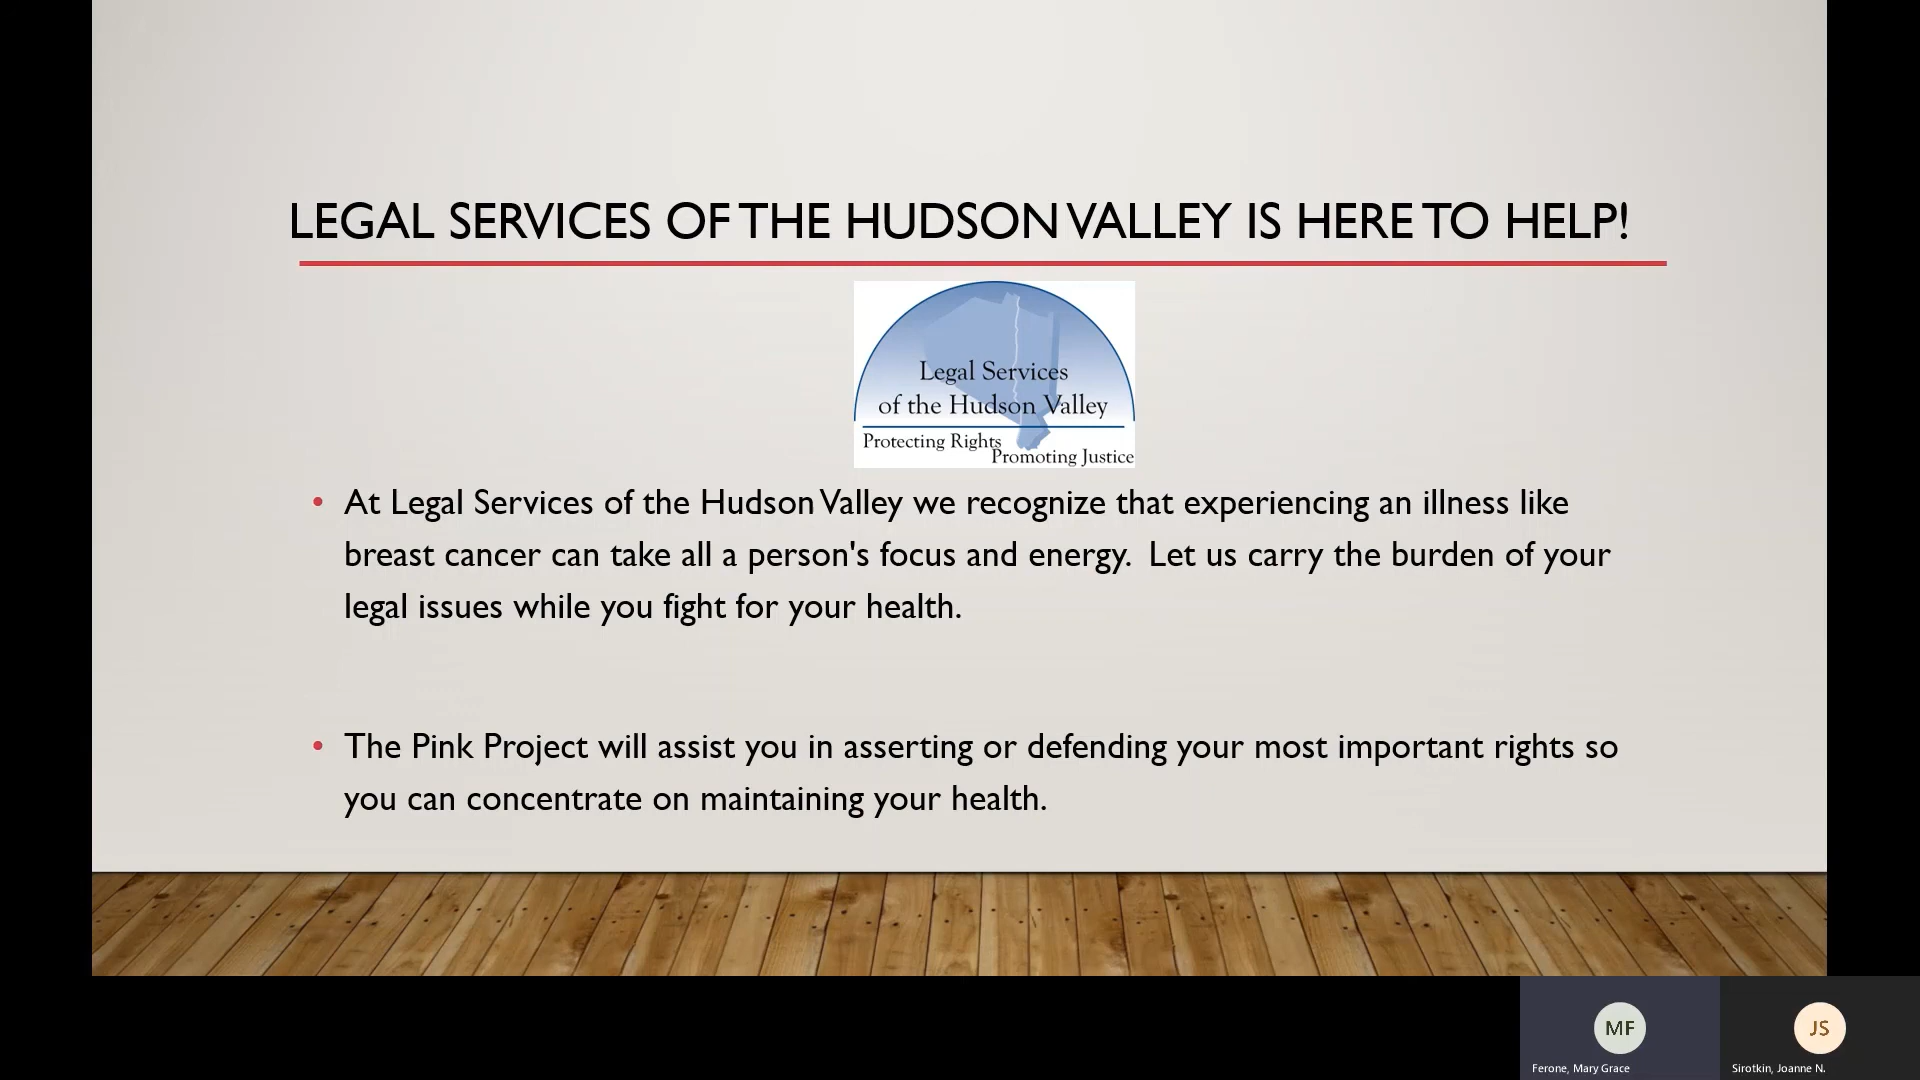 LEGAL SERVICES OF THE HUDSON VALLEY IS HERE TO HELP!
Legal Services
of the Hudson Valley
Protecting Rights
Promoting Justice
• At Legal Services of the Hudson Valley we recognize that experiencing an illness like
breast cancer can take all a person's focus and energy.  Let us carry the burden of your
legal issues while you fight for your health.
• The Pink Project will assist you in asserting or defending your most important rights so
you can concentrate on maintaining your health.
MF
Ferone, Mary Grace
JS
Sirotkin, Joanne N.